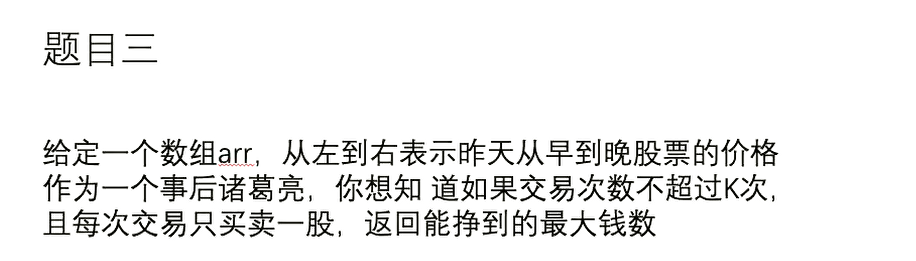 题目三
给定一个数组arr，从左到右表示昨天从早到晚股票的价格
作为一个事后诸葛亮，你想知 道如果交易次数不超过K次，
且每次交易只买卖一股，返回能挣到的最大钱数